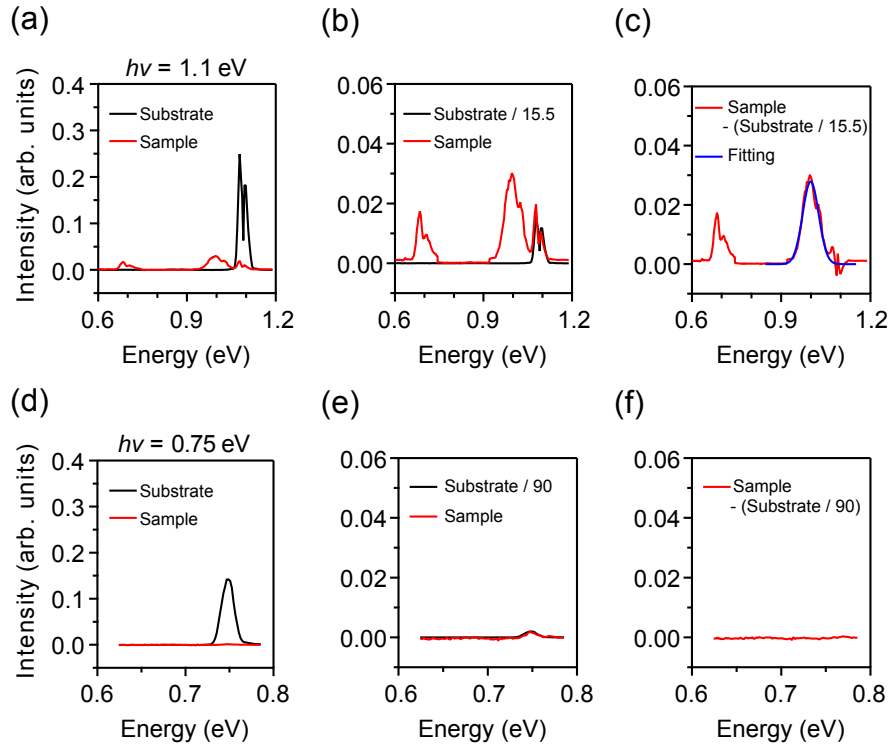 (a)
hv = 1.1 eV
Intensity (arb. units)
0.4
0.3
0.2
0.1
0.0
Substrate
Sample
0.6 0.9 1.2
Energy (eV)
(b)
0.06
0.04
0.02
0.00
Substrate / 15.5
Sample
0.6 0.9 1.2
Energy (eV)
(c)
0.06
0.04
0.02
0.00
Sample
- (Substrate / 15.5)
Fitting
0.6 0.8 1.0 1.2
Energy (eV)
(d)
hv = 0.75 eV
Intensity (arb. units)
0.4
0.3
0.2
0.1
0.0
Substrate
Sample
0.6 0.7 0.8
Energy (eV)
(e)
0.06
0.04
0.02
0.00
Substrate / 90
Sample
0.6 0.7 0.8
Energy (eV)
(f)
0.06
0.04
0.02
0.00
Sample
- (Substrate / 90)
0.6 0.7 0.8
Energy (eV)